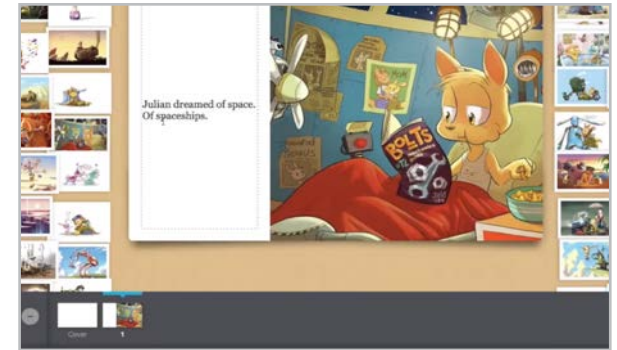 Julian dreamed of space.
Of spaceships.
BOLTS
Cover
1